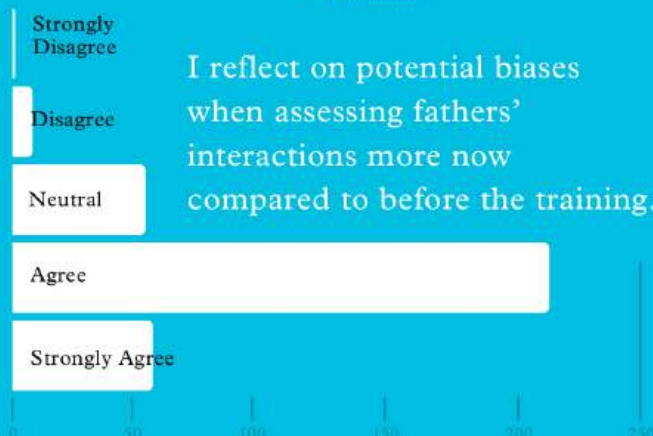 Strongly
Disagree
I reflect on potential biases
Disagree
when assessing fathers'
interactions more now
Neutral
compared to before the training.
Agree
Strongly Agree
0 50 100 150 200 250